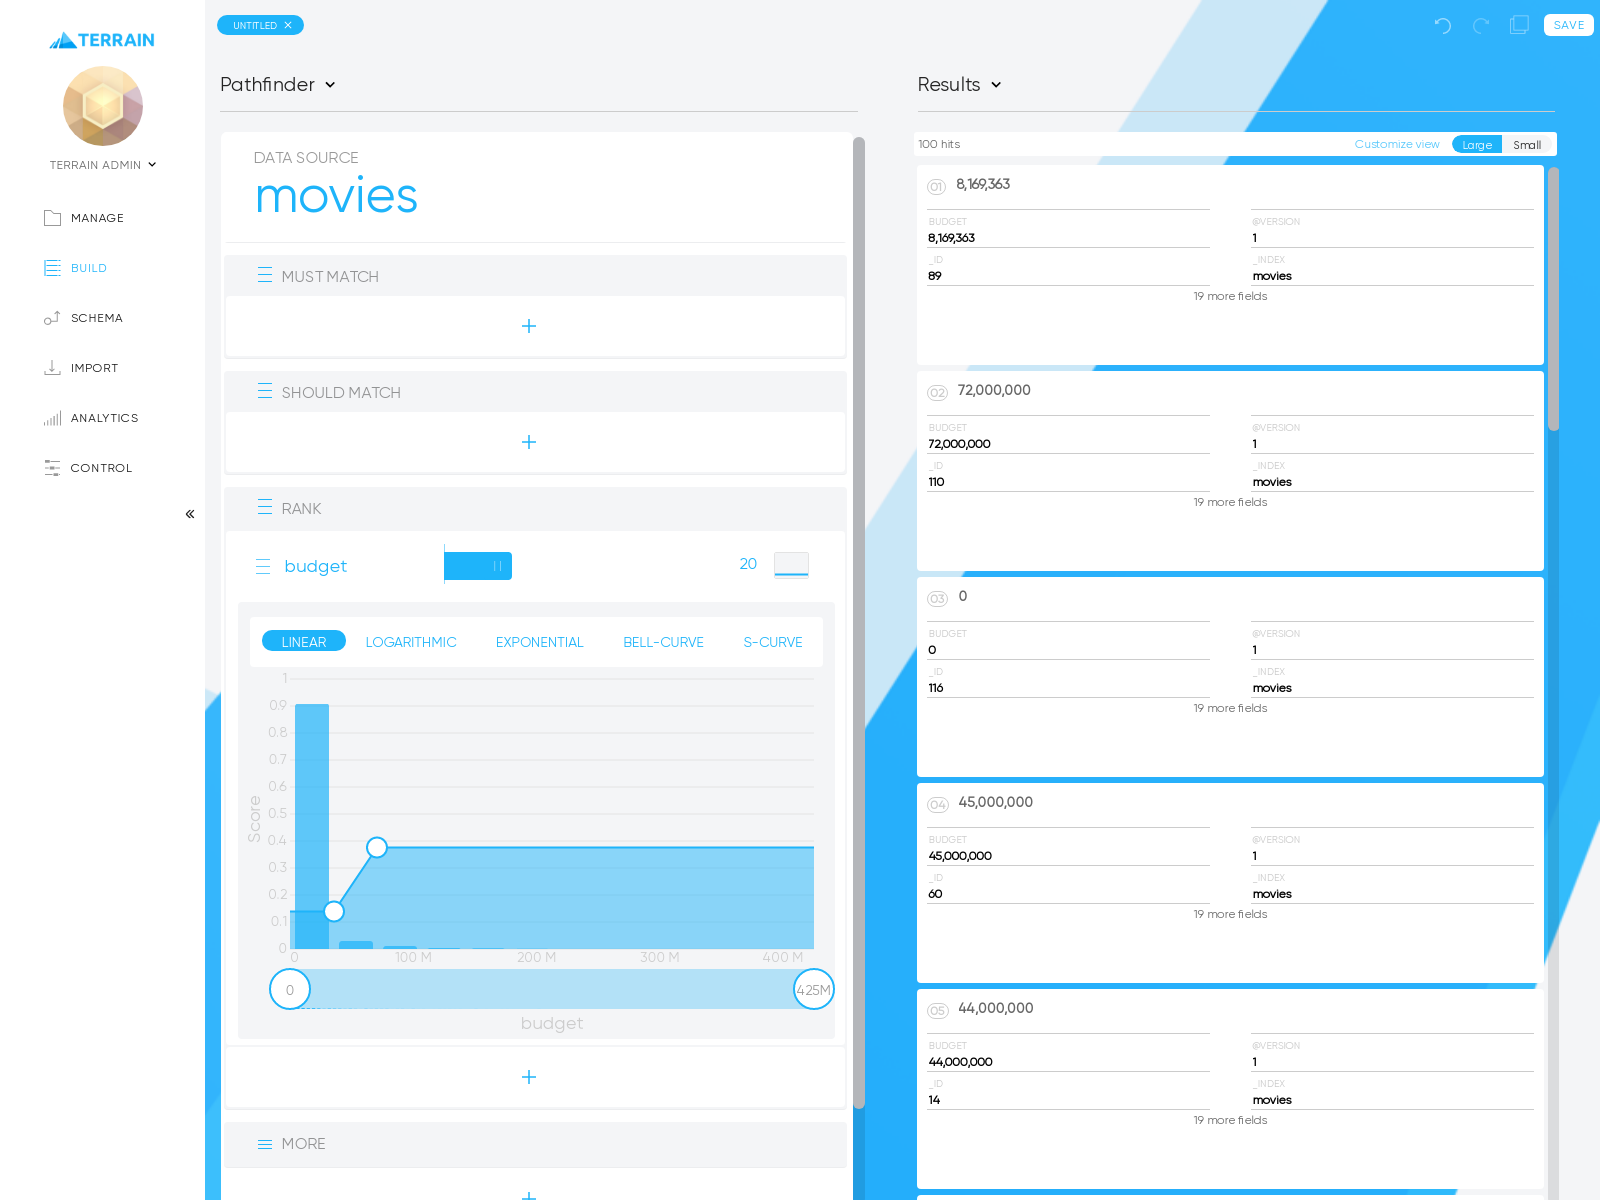 TERRAIN
TERRAIN ADMIN
MANAGE
BUILD
SCHEMA
IMPORT
ANALYTICS
CONTROL
«
UNTITLED ×
SAVE
Pathfinder
DATA SOURCE
movies
MUST MATCH
+
SHOULD MATCH
+
RANK
budget
20
LINEAR LOGARITHMIC EXPONENTIAL BELL-CURVE S-CURVE
1
0.9
0.8
0.7
0.6
0.5
0.4
0.3
0.2
0.1
0
Score
0 100 M 200 M 300 M 400 M
0 425M
budget
+
MORE
+
Results
100 hits Customize view Large Small
01 8,169,363
BUDGET @VERSION
8,169,363 1
_ID _INDEX
89 movies
19 more fields
02 72,000,000
BUDGET @VERSION
72,000,000 1
_ID _INDEX
110 movies
19 more fields
03 0
BUDGET @VERSION
0 1
_ID _INDEX
116 movies
19 more fields
04 45,000,000
BUDGET @VERSION
45,000,000 1
_ID _INDEX
60 movies
19 more fields
05 44,000,000
BUDGET @VERSION
44,000,000 1
_ID _INDEX
14 movies
19 more fields